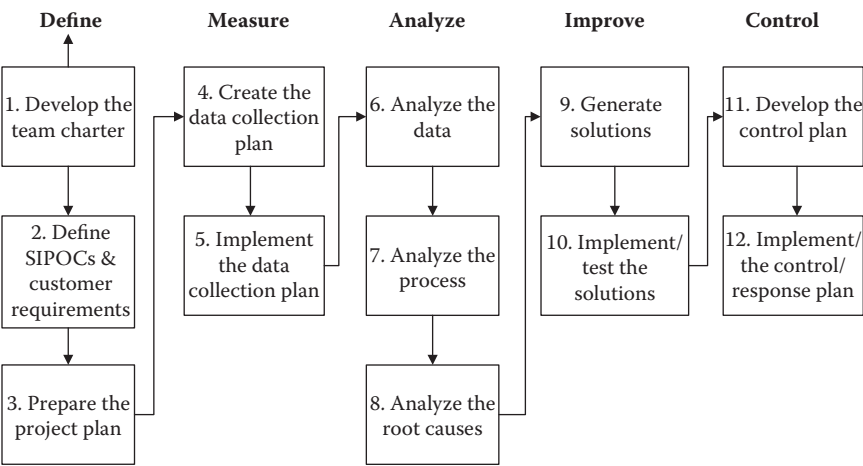 Define
Measure
Analyze
Improve
Control
1. Develop the
team charter
2. Define
SIPOCs &
customer
requirements
3. Prepare the
project plan
4. Create the
data collection
plan
5. Implement
the data
collection plan
6. Analyze the
data
7. Analyze the
process
8. Analyze the
root causes
9. Generate
solutions
10. Implement/
test the
solutions
11. Develop the
control plan
12. Implement/
the control/
response plan